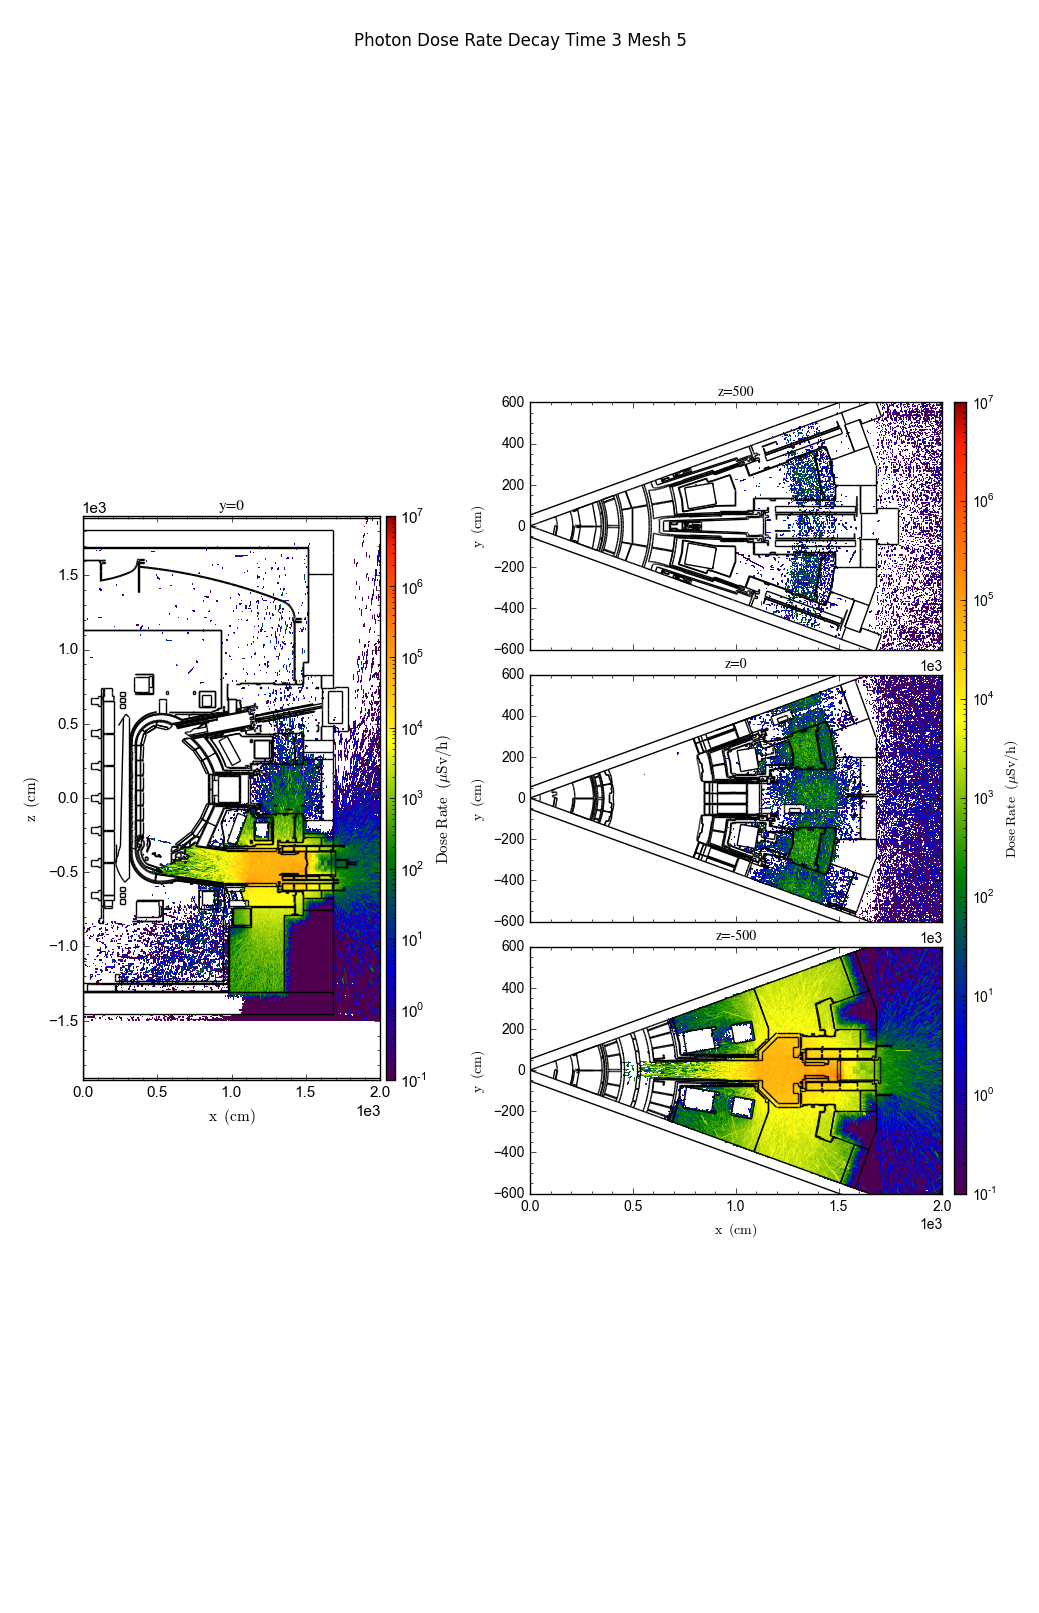 Photon Dose Rate Decay Time 3 Mesh 5
y=0
1e3
1.5
1.0
0.5
0.0
−0.5
−1.0
−1.5
z (cm)
0.0 0.5 1.0 1.5 2.0
1e3
x (cm)
10^7
10^6
10^5
10^4
10^3
10^2
10^1
10^0
10^-1
Dose Rate (μSv/h)
z=500
600
400
200
0
−200
−400
−600
y (cm)
1e3
z=0
600
400
200
0
−200
−400
−600
y (cm)
1e3
z=-500
600
400
200
0
−200
−400
−600
y (cm)
0.0 0.5 1.0 1.5 2.0
1e3
x (cm)
10^7
10^6
10^5
10^4
10^3
10^2
10^1
10^0
10^-1
Dose Rate (μSv/h)